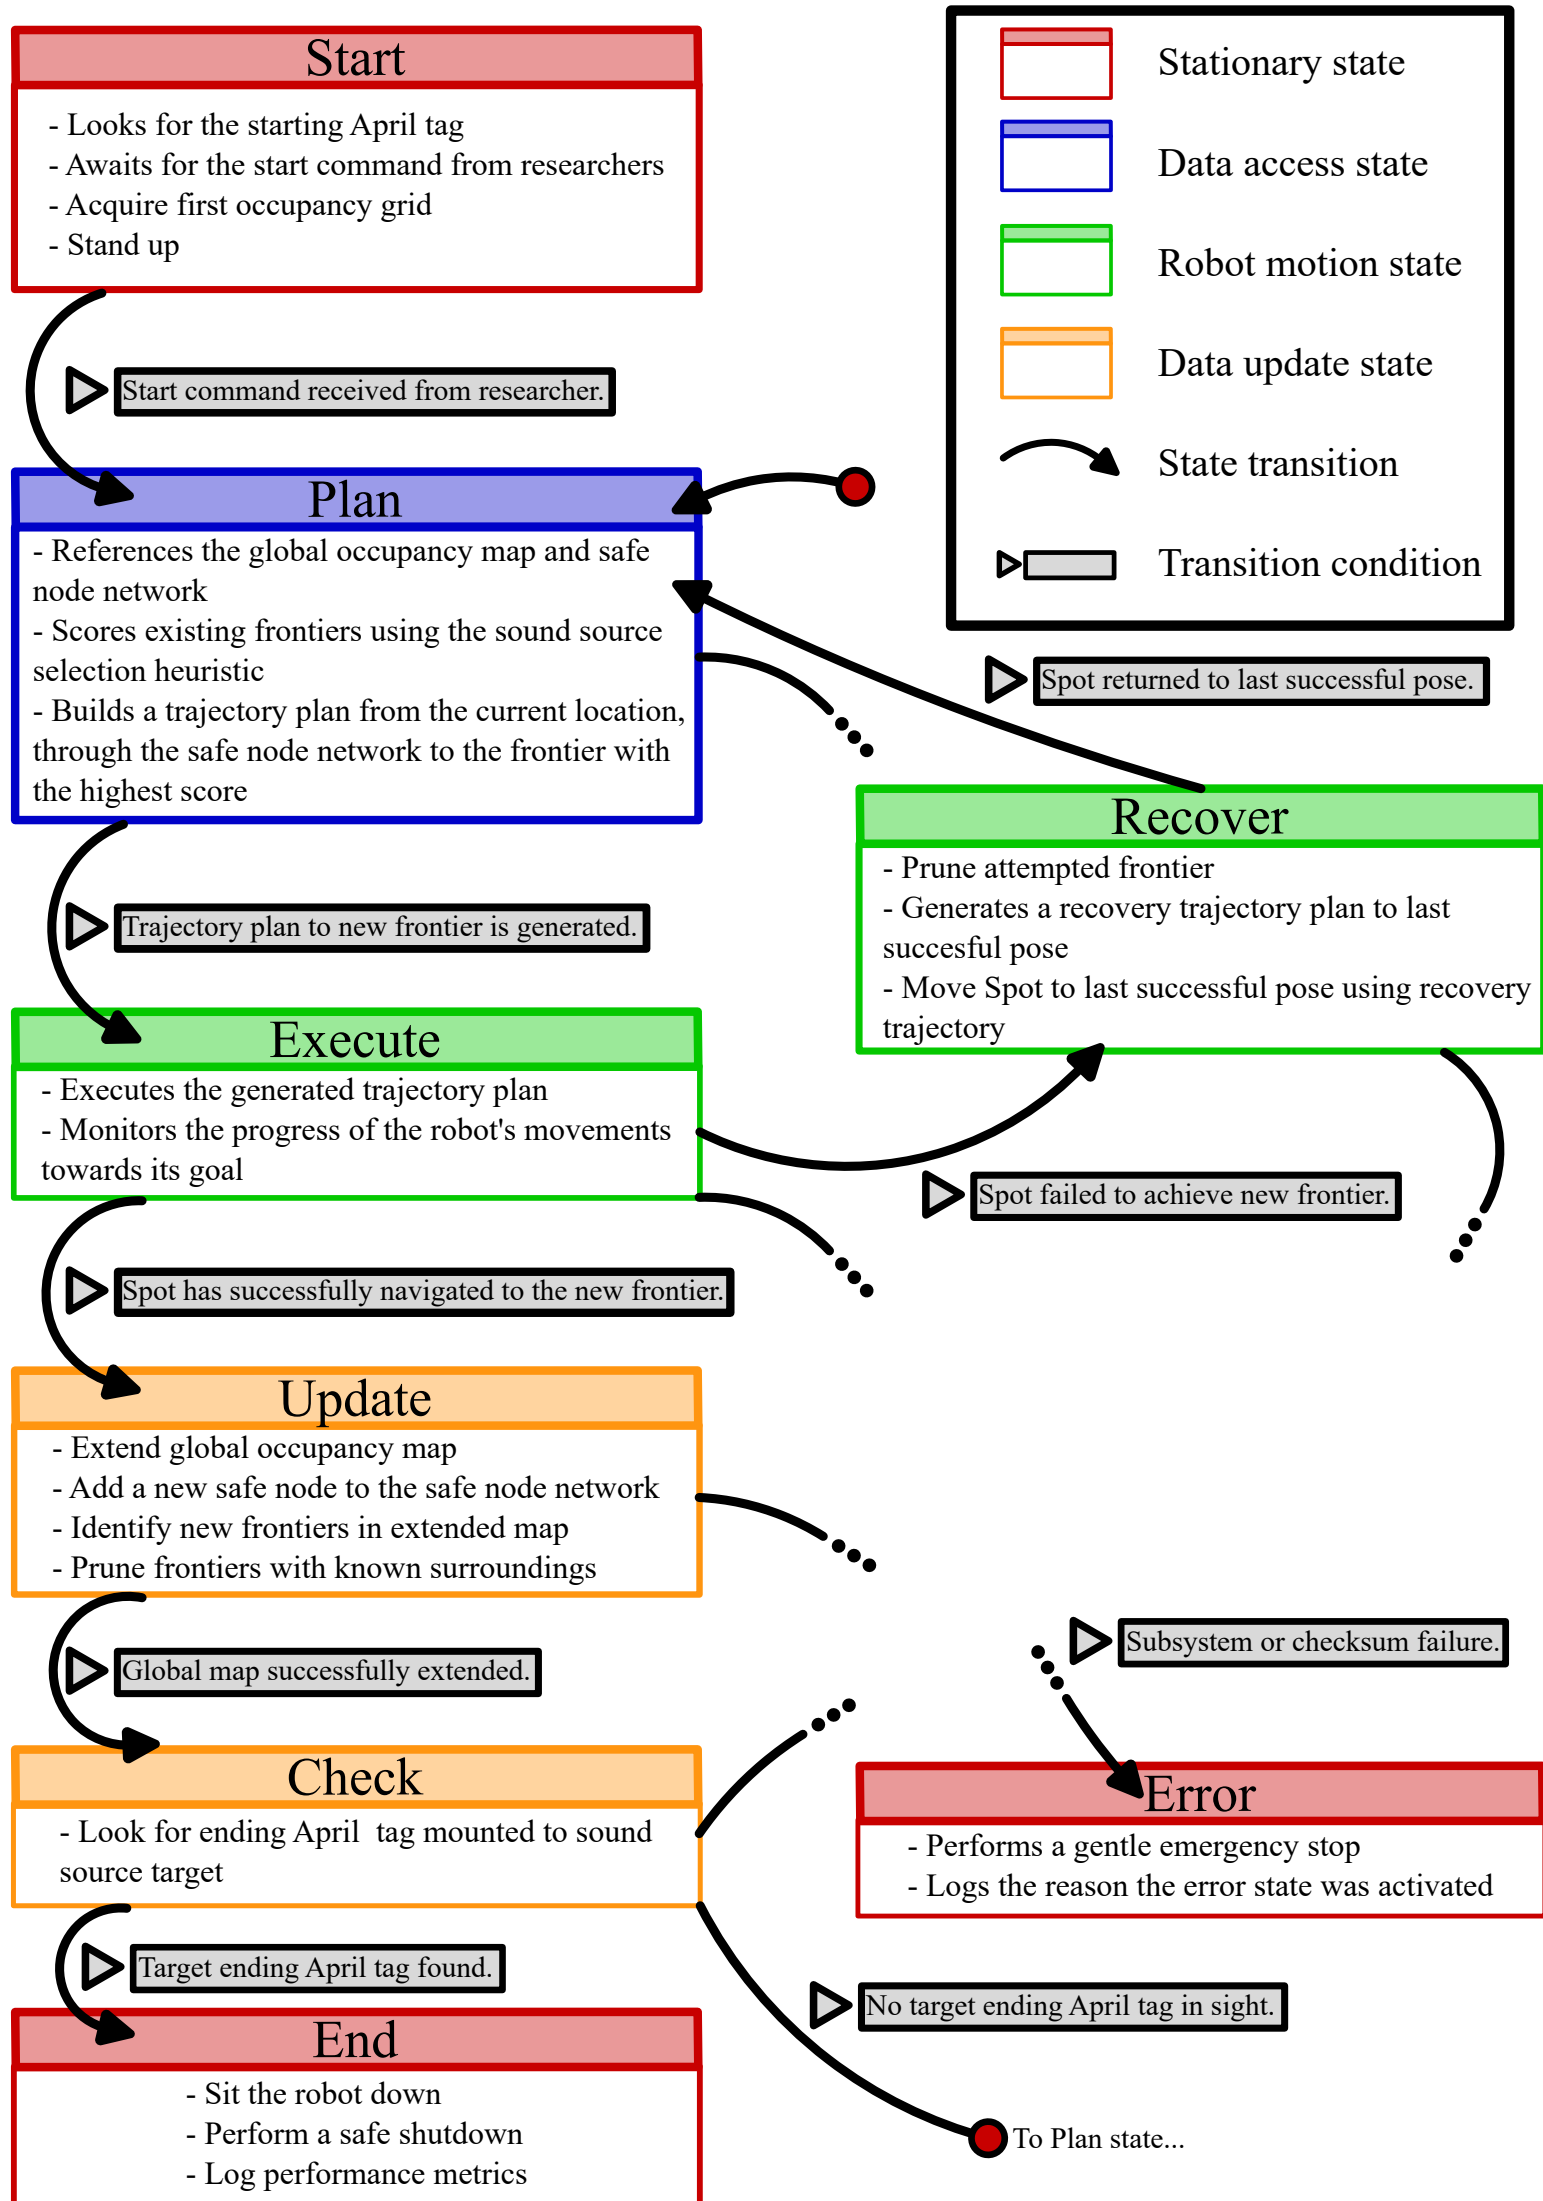 Start
- Looks for the starting April tag
- Awaits for the start command from researchers
- Acquire first occupancy grid
- Stand up
Start command received from researcher.
Plan
- References the global occupancy map and safe
node network
- Scores existing frontiers using the sound source
selection heuristic
- Builds a trajectory plan from the current location,
through the safe node network to the frontier with
the highest score
Trajectory plan to new frontier is generated.
Execute
- Executes the generated trajectory plan
- Monitors the progress of the robot's movements
towards its goal
Spot has successfully navigated to the new frontier.
Update
- Extend global occupancy map
- Add a new safe node to the safe node network
- Identify new frontiers in extended map
- Prune frontiers with known surroundings
Global map successfully extended.
Check
- Look for ending April  tag mounted to sound
source target
Target ending April tag found.
End
- Sit the robot down
- Perform a safe shutdown
- Log performance metrics
Stationary state
Data access state
Robot motion state
Data update state
State transition
Transition condition
Spot returned to last successful pose.
Recover
- Prune attempted frontier
- Generates a recovery trajectory plan to last
succesful pose
- Move Spot to last successful pose using recovery
trajectory
Spot failed to achieve new frontier.
Subsystem or checksum failure.
Error
- Performs a gentle emergency stop
- Logs the reason the error state was activated
No target ending April tag in sight.
To Plan state...